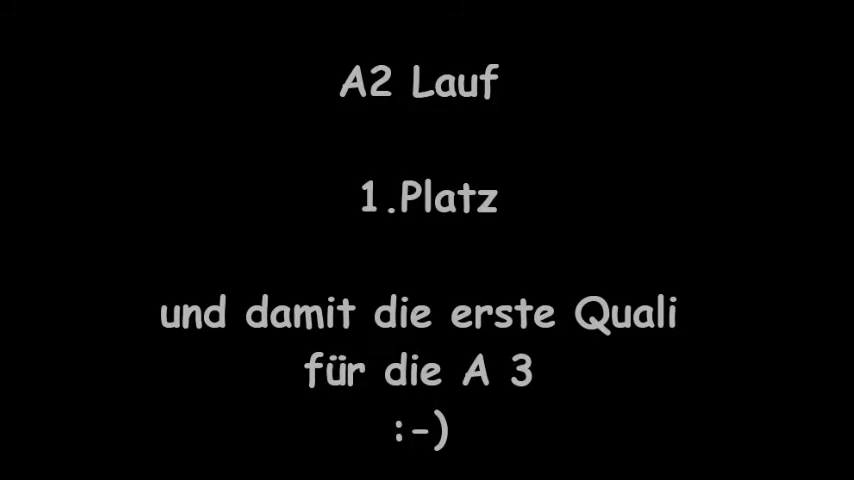 A2 Lauf
1.Platz
und damit die erste Quali
für die A 3
:-)